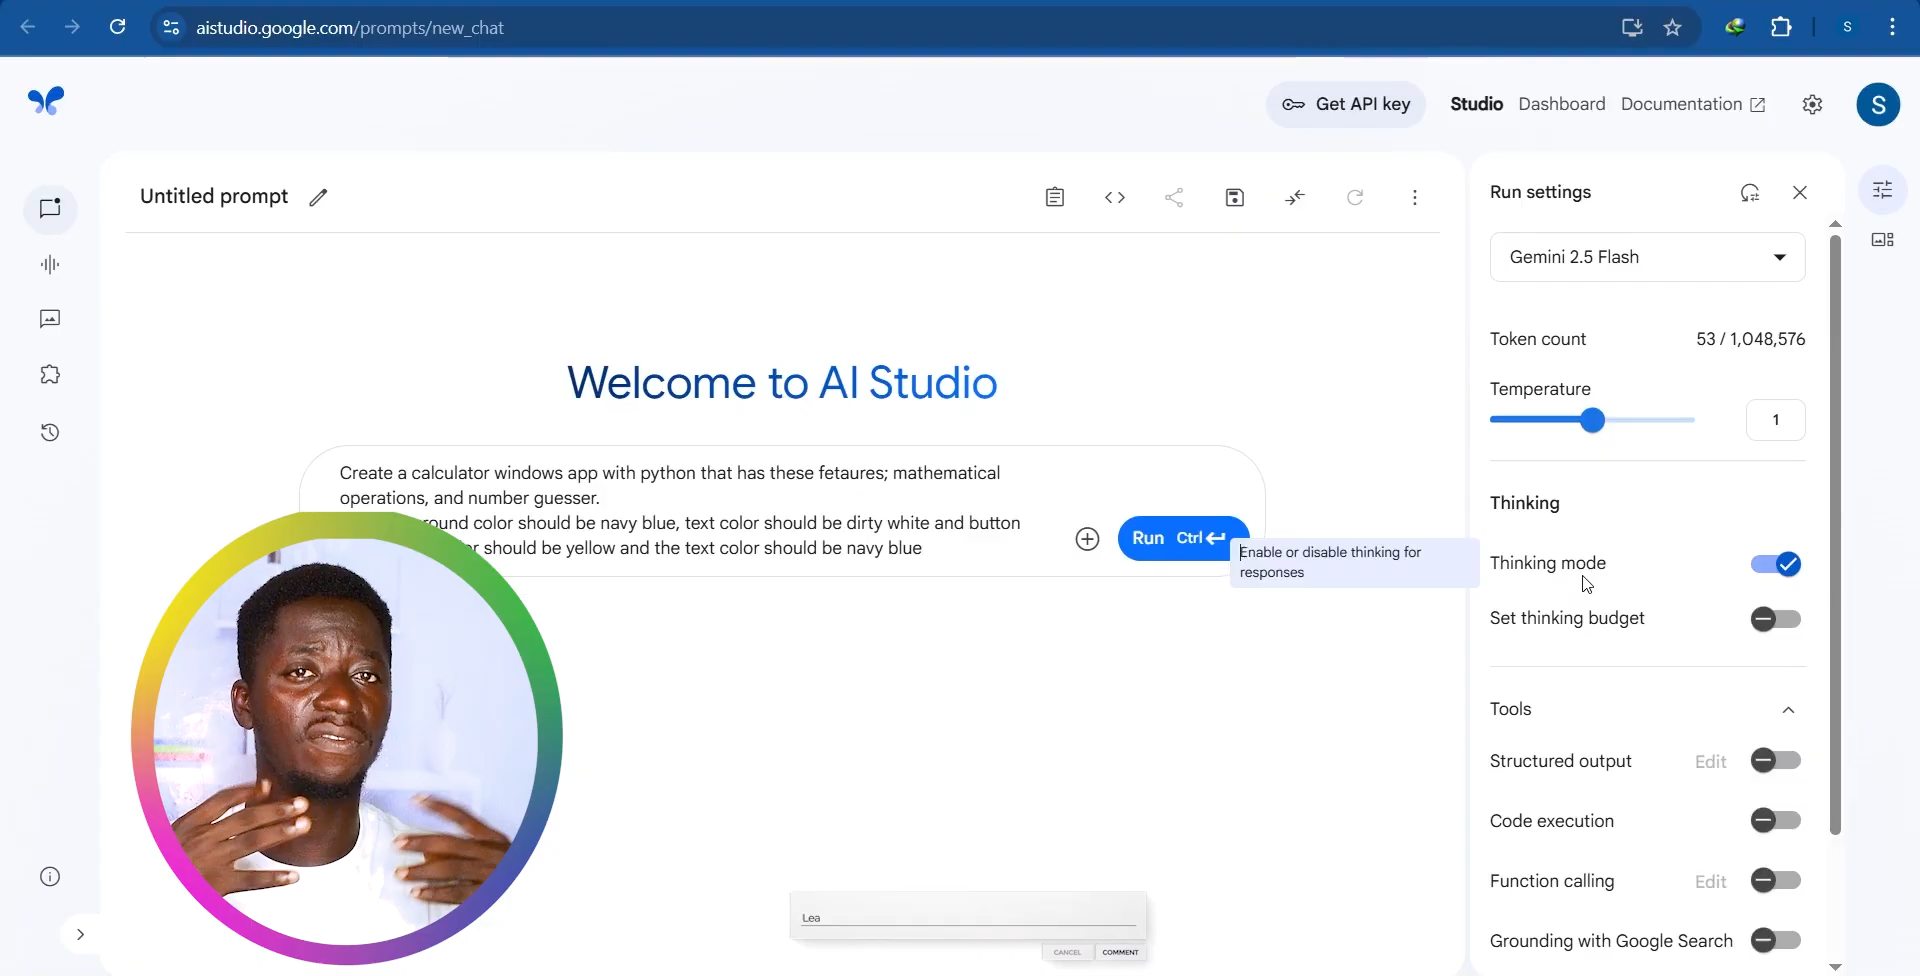 aistudio.google.com/prompts/new_chat
S
Get API key
Studio
Dashboard
Documentation
S
Untitled prompt
Run settings
Gemini 2.5 Flash
Token count
53 / 1,048,576
Temperature
1
Welcome to AI Studio
Create a calculator windows app with python that has these fetaures; mathematical
operations, and number guesser.
round color should be navy blue, text color should be dirty white and button
should be yellow and the text color should be navy blue
Run Ctrl
Enable or disable thinking for
responses
Thinking
Thinking mode
Set thinking budget
Tools
Structured output
Edit
Code execution
Function calling
Edit
Grounding with Google Search
Lea
CANCEL
COMMENT